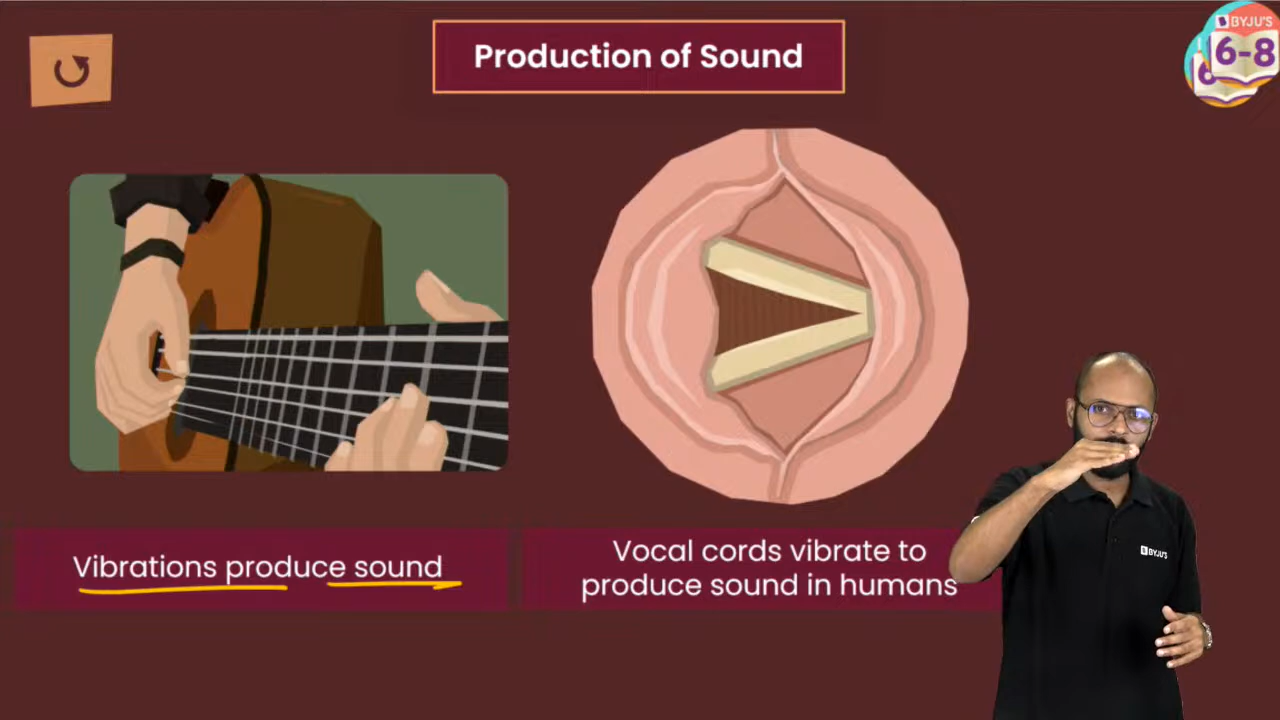 Production of Sound
BYJU'S
6-8
Vibrations produce sound
Vocal cords vibrate to
produce sound in humans
BYJU'S